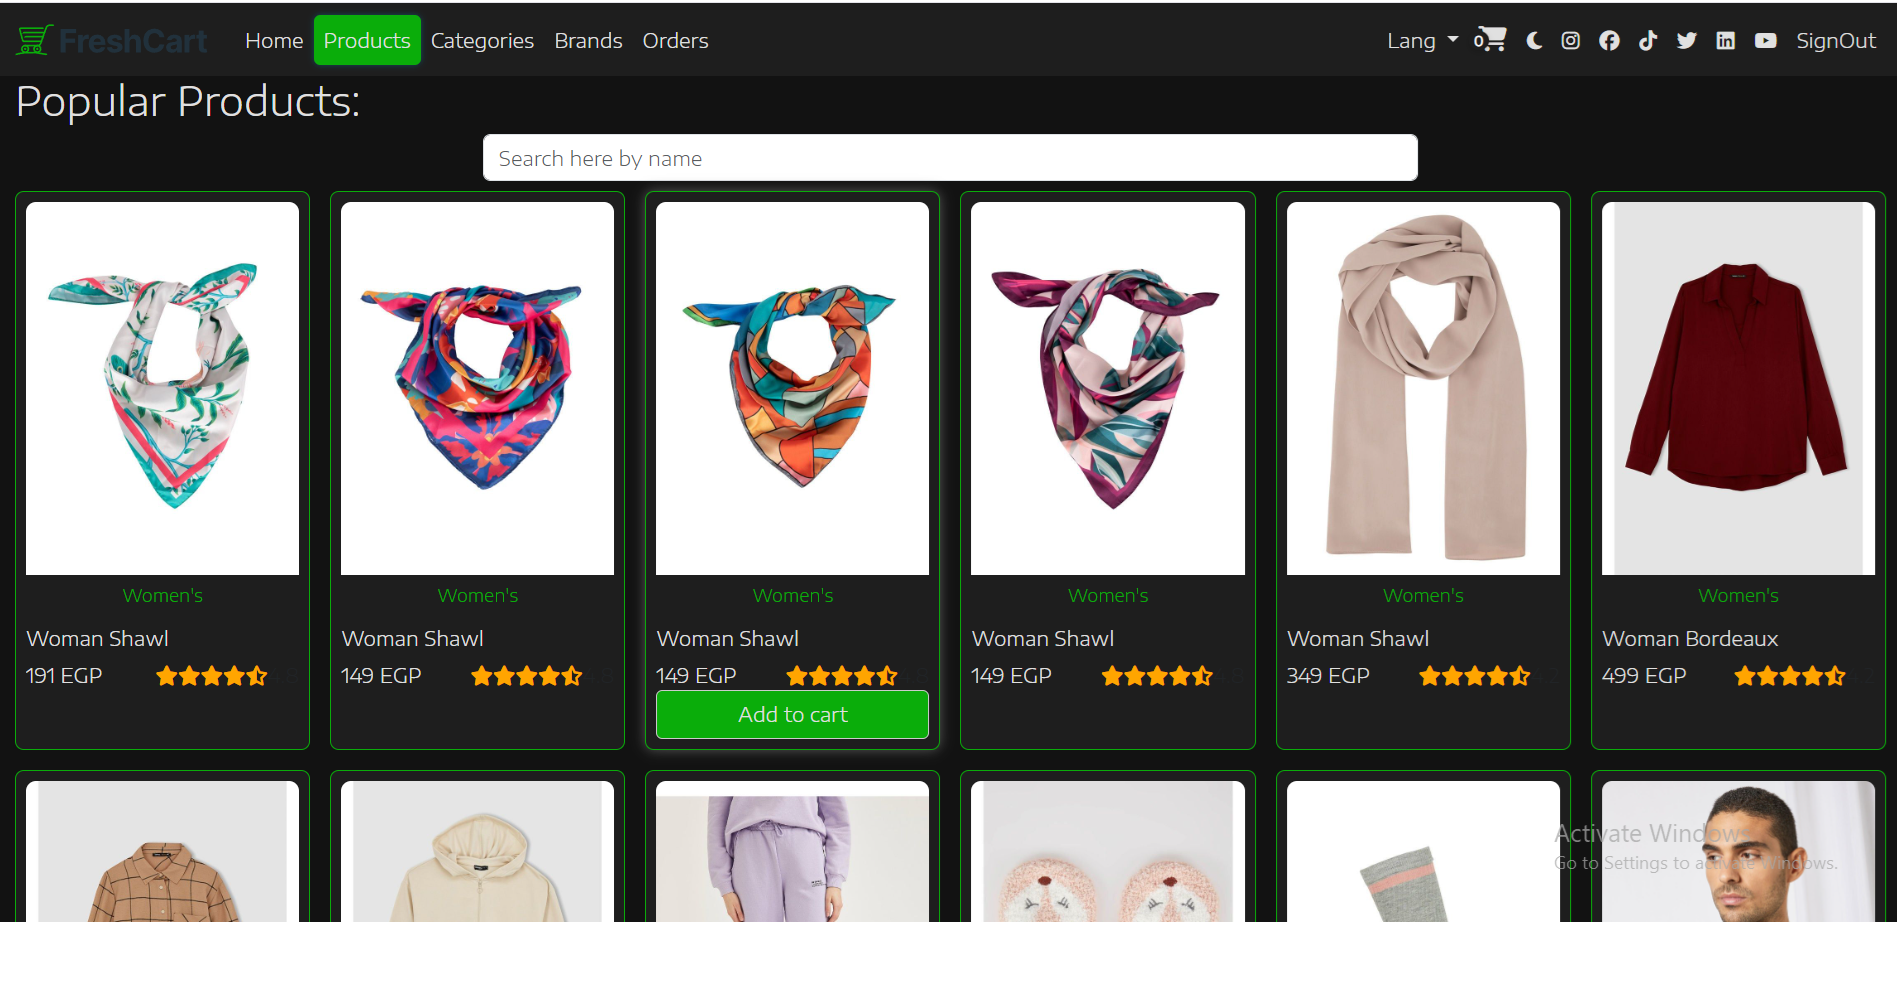 FreshCart Home Products Categories Brands Orders Lang 0 SignOut
Popular Products:
Search here by name
Women's Women's Women's Women's Women's Women's
Woman Shawl Woman Shawl Woman Shawl Woman Shawl Woman Shawl Woman Bordeaux
191 EGP 149 EGP 149 EGP 149 EGP 349 EGP 499 EGP
Add to cart
Activate Windows
Go to Settings to activate Windows.